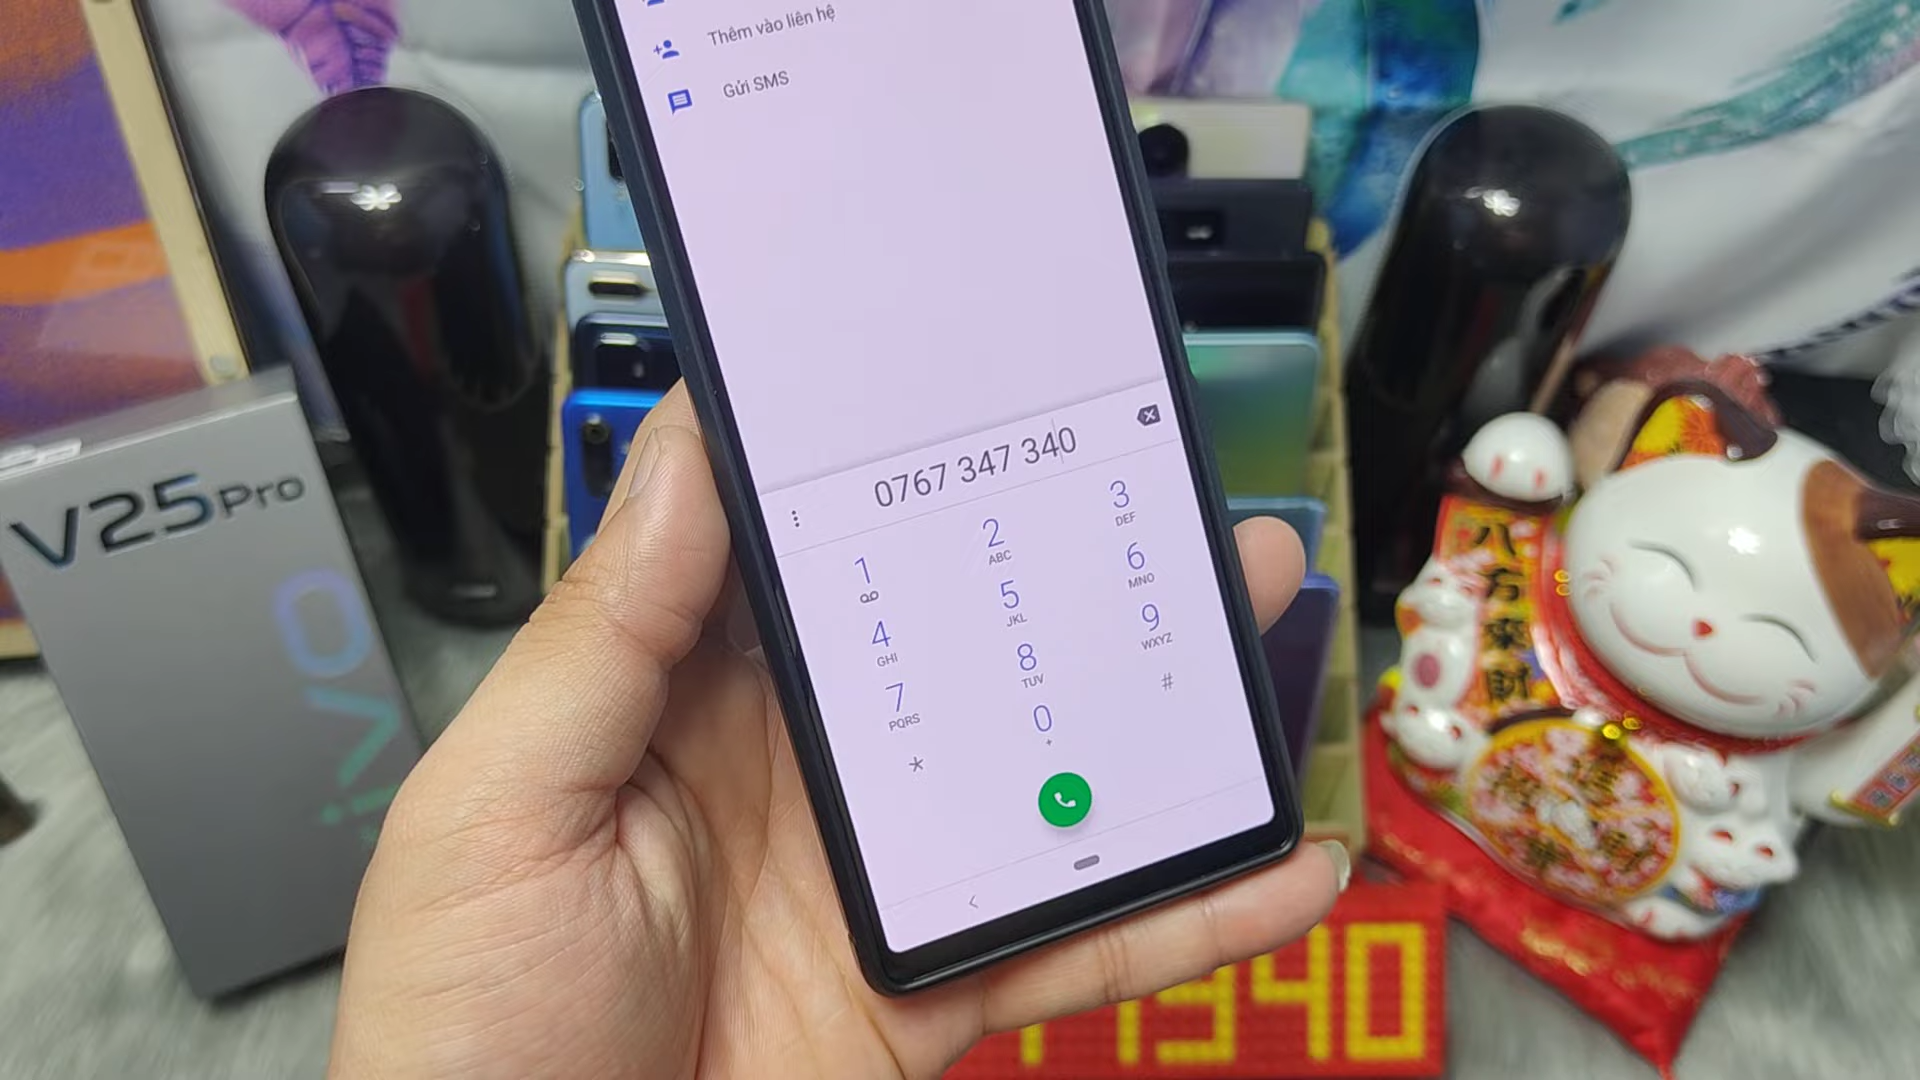 Thêm vào liên hệ
Gửi SMS
0767 347 340
1
2 ABC
3 DEF
4 GHI
5 JKL
6 MNO
7 PQRS
8 TUV
9 WXYZ
*
0 +
#
V25Pro
vivo
八方來財